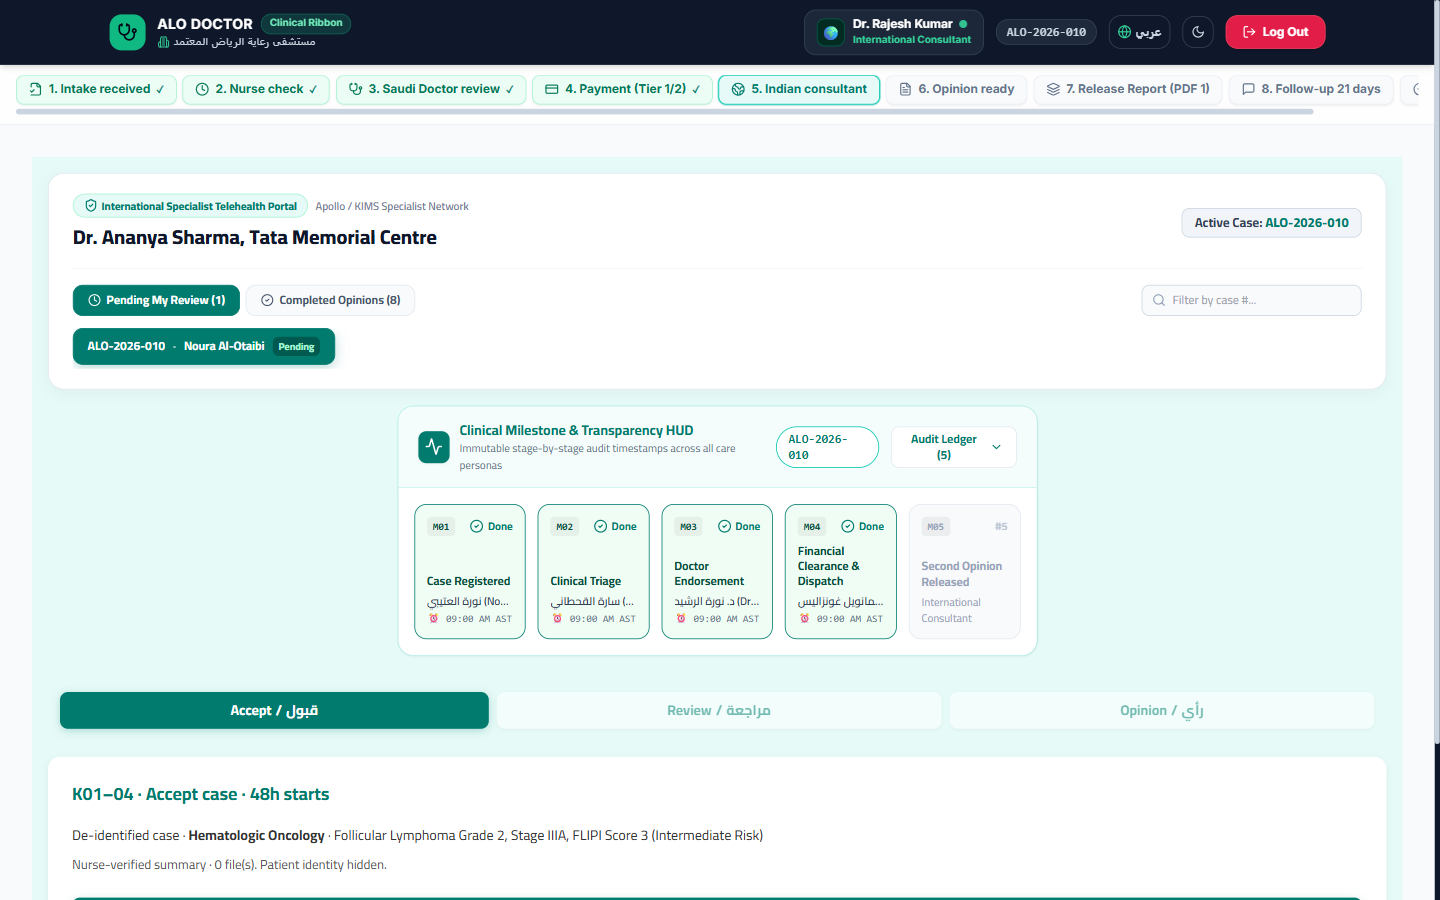 ALO DOCTOR
Clinical Ribbon
مستشفى رعاية الرياض المعتمد
Dr. Rajesh Kumar
International Consultant
ALO-2026-010
عربي
Log Out
1. Intake received ✓
2. Nurse check ✓
3. Saudi Doctor review ✓
4. Payment (Tier 1/2) ✓
5. Indian consultant
6. Opinion ready
7. Release Report (PDF 1)
8. Follow-up 21 days
International Specialist Telehealth Portal
Apollo / KIMS Specialist Network
Dr. Ananya Sharma, Tata Memorial Centre
Active Case: ALO-2026-010
Pending My Review (1)
Completed Opinions (8)
Filter by case #...
ALO-2026-010 · Noura Al-Otaibi Pending
Clinical Milestone & Transparency HUD
Immutable stage-by-stage audit timestamps across all care
personas
ALO-2026-
010
Audit Ledger
(5)
M01 Done
Case Registered
نورة العتيبي (No...
09:00 AM AST
M02 Done
Clinical Triage
سارة القحطاني (...
09:00 AM AST
M03 Done
Doctor
Endorsement
د. نورة الرشيد (Dr...
09:00 AM AST
M04 Done
Financial
Clearance &
Dispatch
مانويل غونزاليس...
09:00 AM AST
M05 #5
Second Opinion
Released
International
Consultant
Accept / قبول
Review / مراجعة
Opinion / رأي
K01–04 · Accept case · 48h starts
De-identified case · Hematologic Oncology · Follicular Lymphoma Grade 2, Stage IIIA, FLIPI Score 3 (Intermediate Risk)
Nurse-verified summary · 0 file(s). Patient identity hidden.